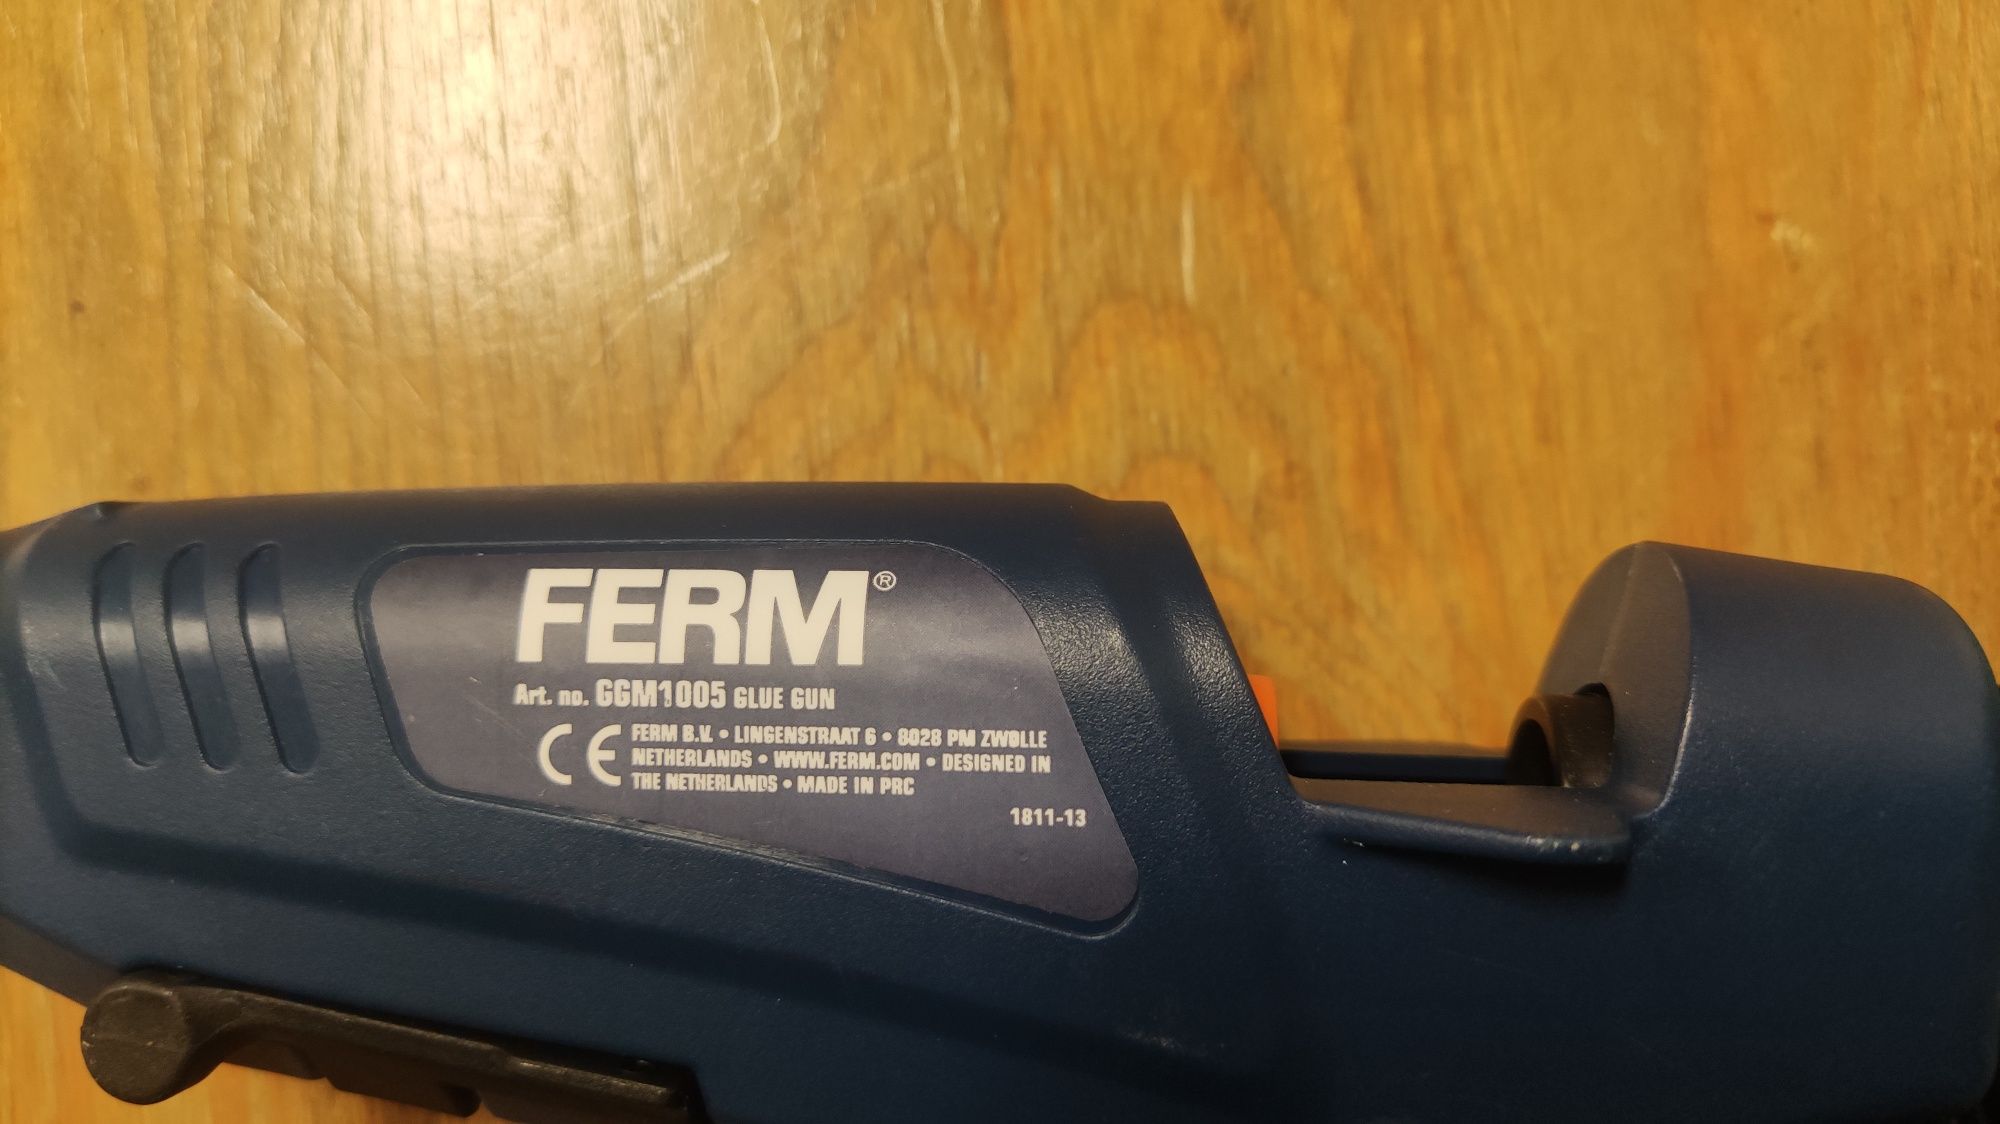 FERM®
Art. no. GGM1005 GLUE GUN
CE FERM B.V. • LINGENSTRAAT 6 • 8028 PM ZWOLLE
NETHERLANDS • WWW.FERM.COM • DESIGNED IN
THE NETHERLANDS • MADE IN PRC
1811-13